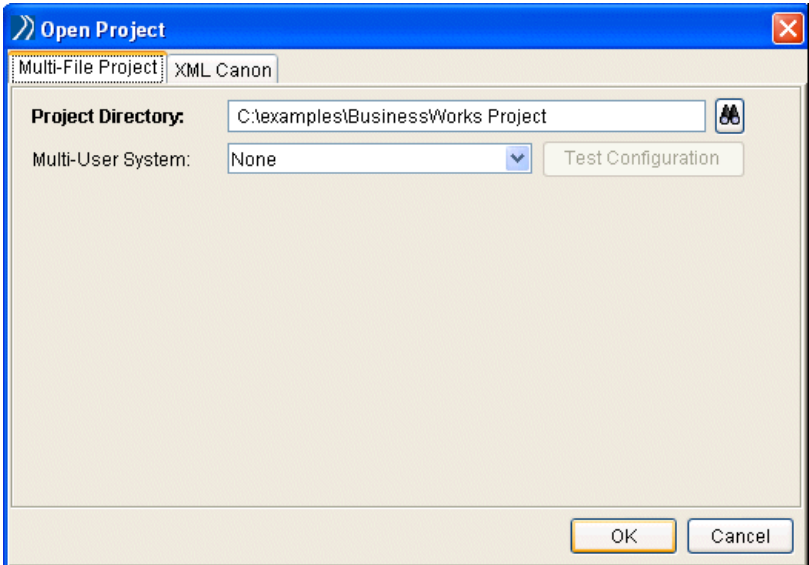 Open Project
Multi-File Project XML Canon
Project Directory: C:\examples\BusinessWorks Project
Multi-User System: None Test Configuration
OK Cancel